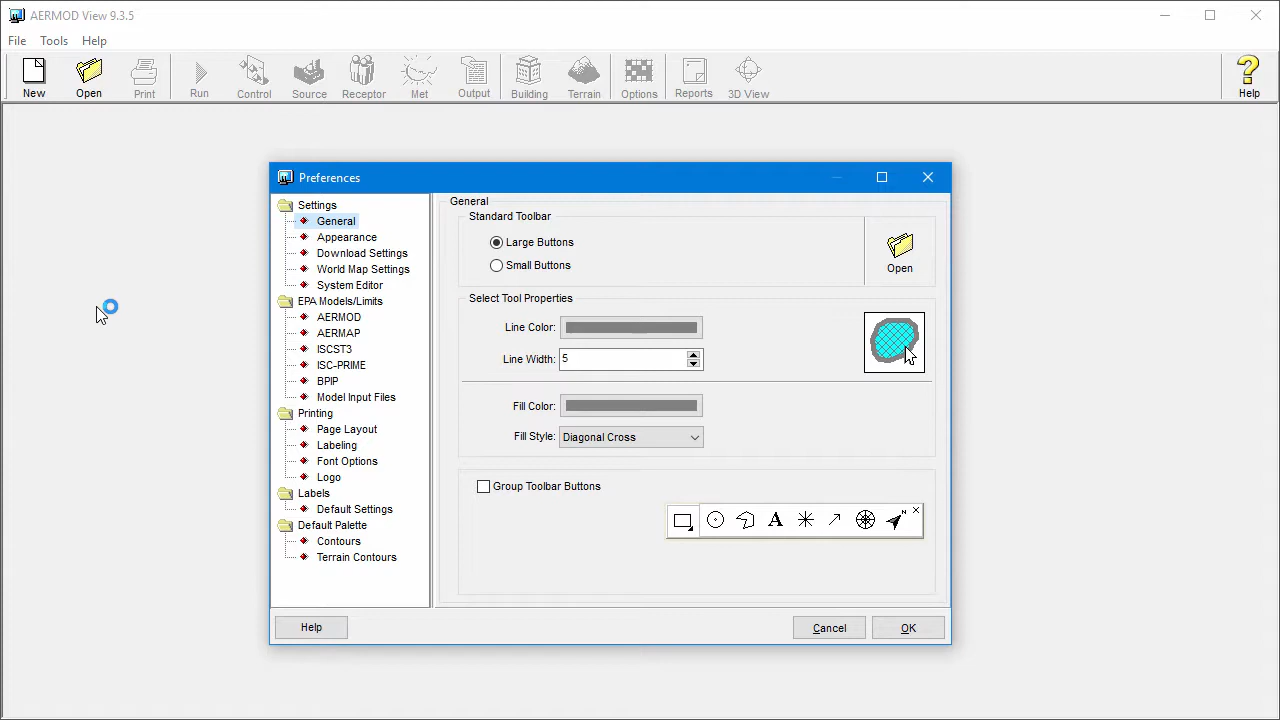 AERMOD View 9.3.5
File Tools Help
New Open Print Run Control Source Receptor Met Output Building Terrain Options Reports 3D View Help
Preferences
Settings
General
Appearance
Download Settings
World Map Settings
System Editor
EPA Models/Limits
AERMOD
AERMAP
ISCST3
ISC-PRIME
BPIP
Model Input Files
Printing
Page Layout
Labeling
Font Options
Logo
Labels
Default Settings
Default Palette
Contours
Terrain Contours
General
Standard Toolbar
Large Buttons
Small Buttons
Open
Select Tool Properties
Line Color:
Line Width: 5
Fill Color:
Fill Style: Diagonal Cross
Group Toolbar Buttons
A N
Help Cancel OK